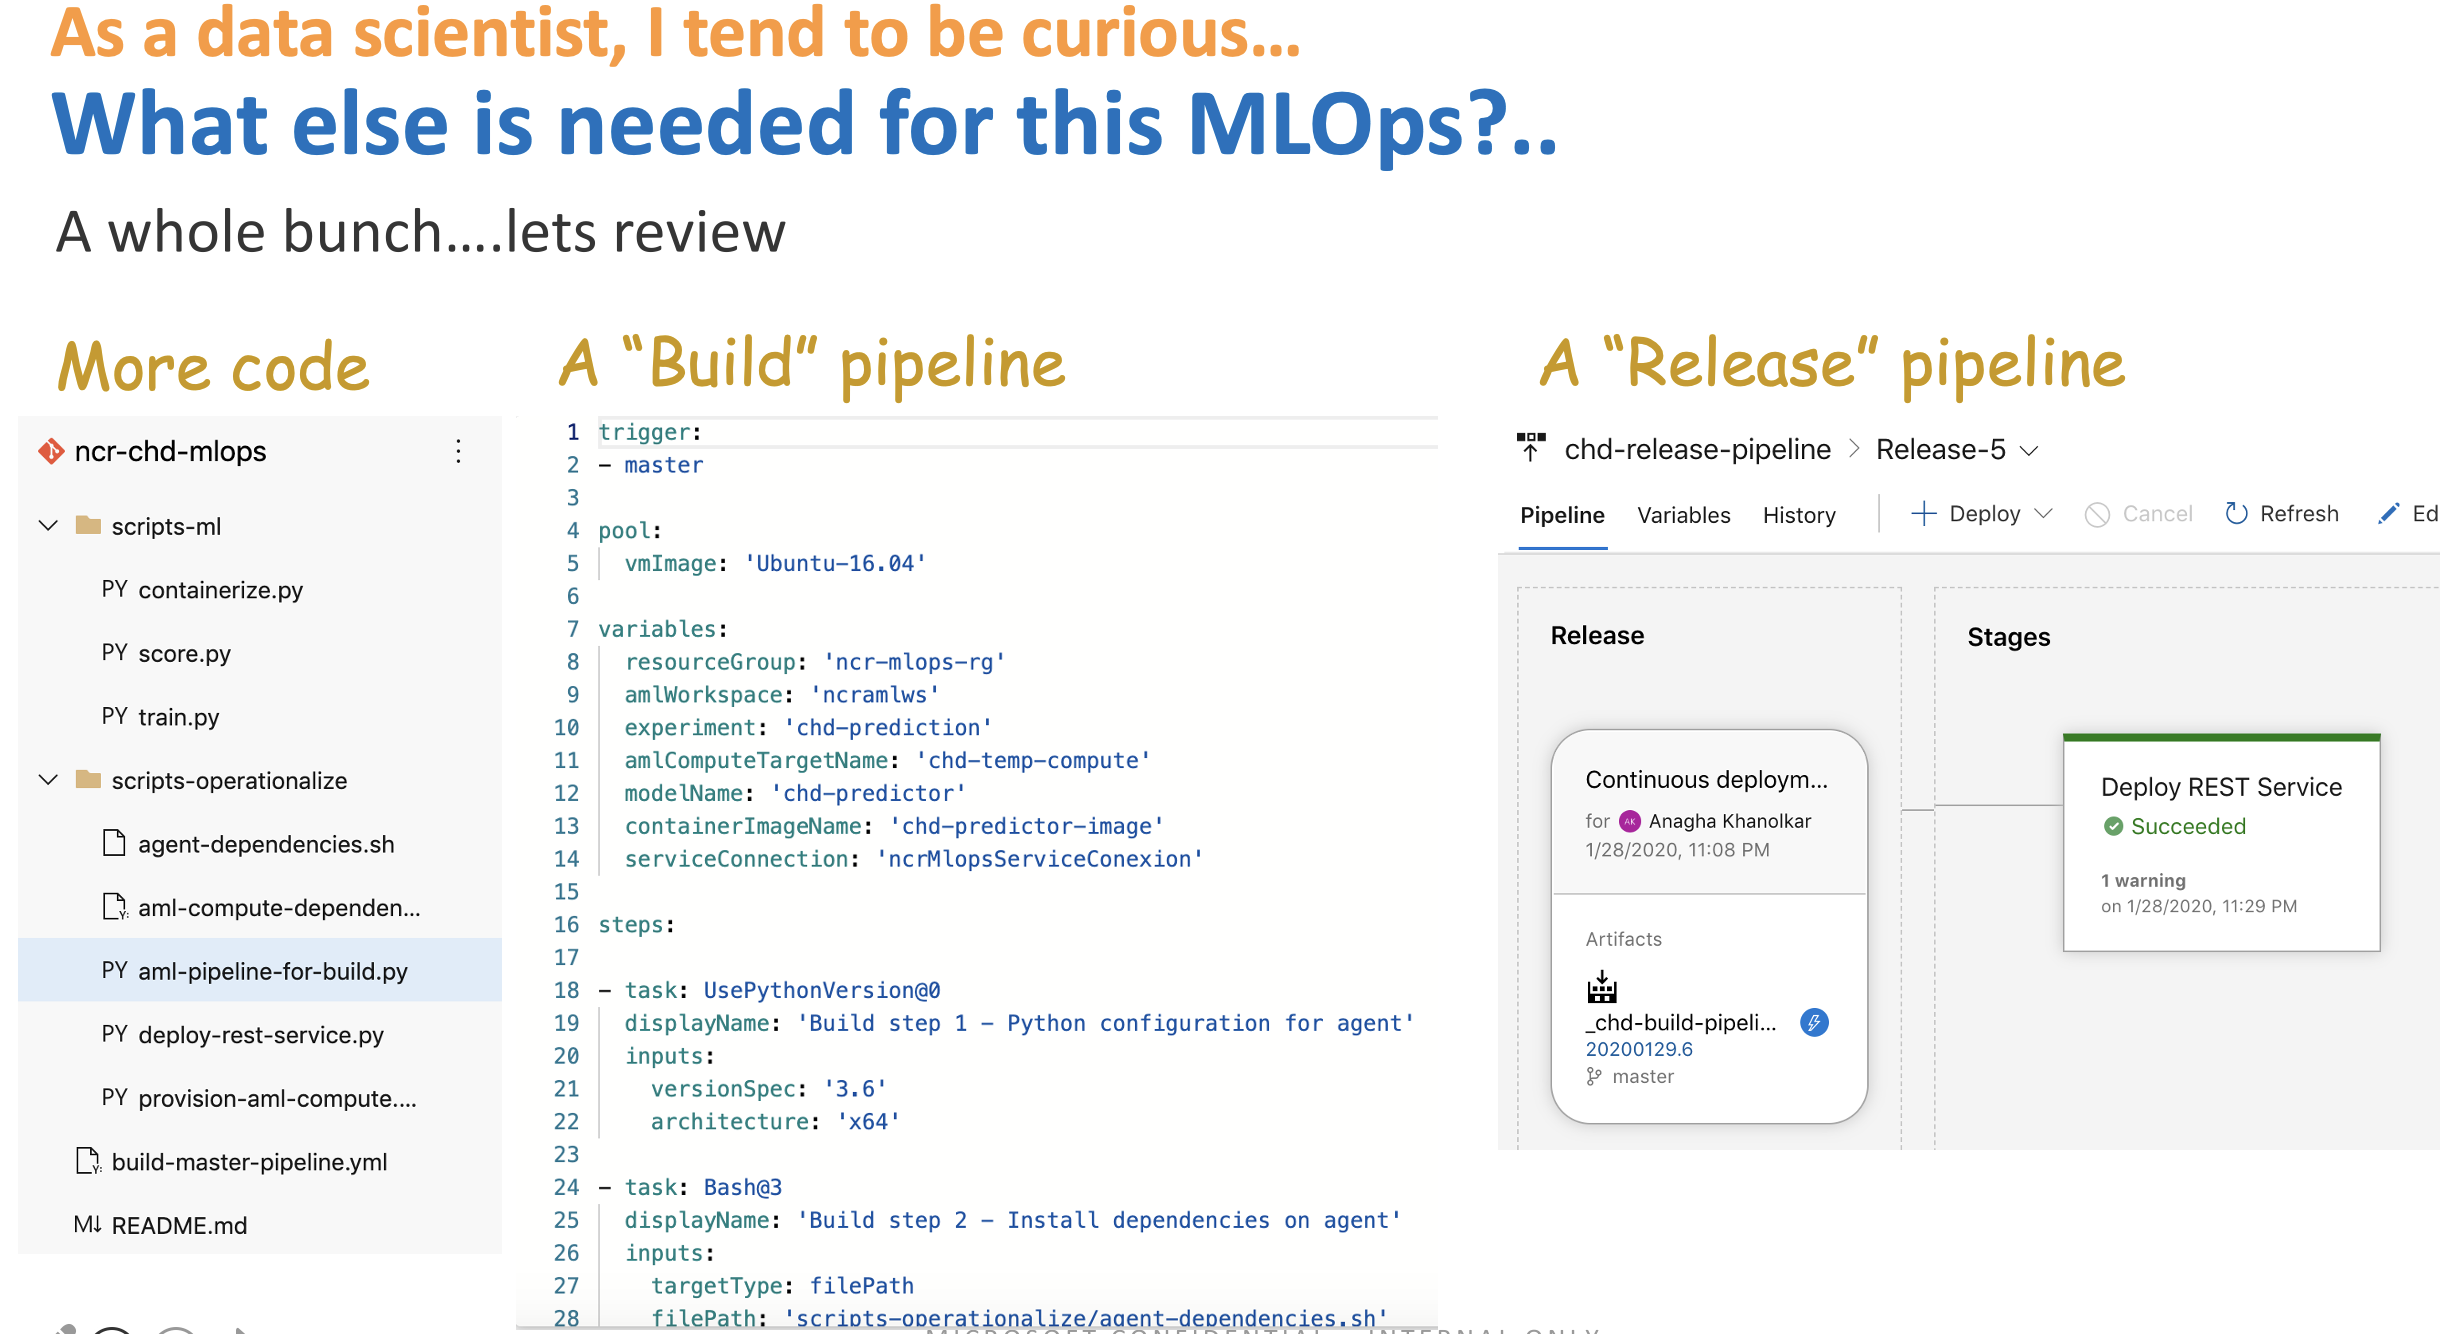 As a data scientist, I tend to be curious...
What else is needed for this MLOps?..
A whole bunch....lets review
More code
ncr-chd-mlops
scripts-ml
PY containerize.py
PY score.py
PY train.py
scripts-operationalize
agent-dependencies.sh
aml-compute-dependen...
PY aml-pipeline-for-build.py
PY deploy-rest-service.py
PY provision-aml-compute....
build-master-pipeline.yml
M↓ README.md
A “Build” pipeline
1 trigger:
2 - master
3
4 pool:
5 vmImage: 'Ubuntu-16.04'
6
7 variables:
8 resourceGroup: 'ncr-mlops-rg'
9 amlWorkspace: 'ncramlws'
10 experiment: 'chd-prediction'
11 amlComputeTargetName: 'chd-temp-compute'
12 modelName: 'chd-predictor'
13 containerImageName: 'chd-predictor-image'
14 serviceConnection: 'ncrMlopsServiceConexion'
15
16 steps:
17
18 - task: UsePythonVersion@0
19 displayName: 'Build step 1 - Python configuration for agent'
20 inputs:
21 versionSpec: '3.6'
22 architecture: 'x64'
23
24 - task: Bash@3
25 displayName: 'Build step 2 - Install dependencies on agent'
26 inputs:
27 targetType: filePath
28 filePath: 'scripts-operationalize/agent-dependencies.sh'
A “Release” pipeline
chd-release-pipeline > Release-5
Pipeline Variables History + Deploy Cancel Refresh Ed
Release
Continuous deploym...
for AK Anagha Khanolkar
1/28/2020, 11:08 PM
Artifacts
_chd-build-pipeli...
20200129.6
master
Stages
Deploy REST Service
Succeeded
1 warning
on 1/28/2020, 11:29 PM
MICROSOFT CONFIDENTIAL - INTERNAL ONLY